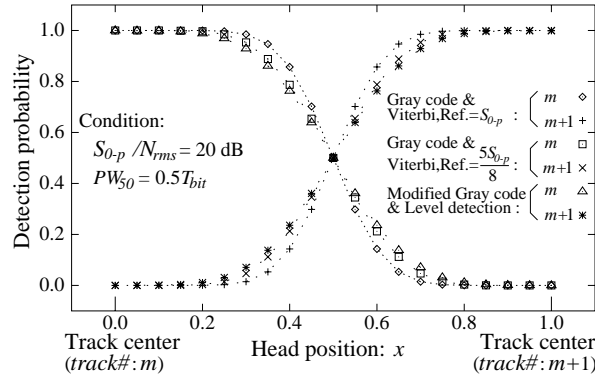 Detection probability
1.0
0.8
0.6
0.4
0.2
0.0
Condition:
S0-p /Nrms = 20 dB
PW50 = 0.5Tbit
Gray code &
Viterbi,Ref.=S0-p :
m
m+1
Gray code &
Viterbi,Ref.= 5S0-p / 8 :
m
m+1
Modified Gray code
& Level detection :
m
m+1
0.0 0.2 0.4 0.6 0.8 1.0
Track center
(track#: m)
Head position: x
Track center
(track#: m+1)